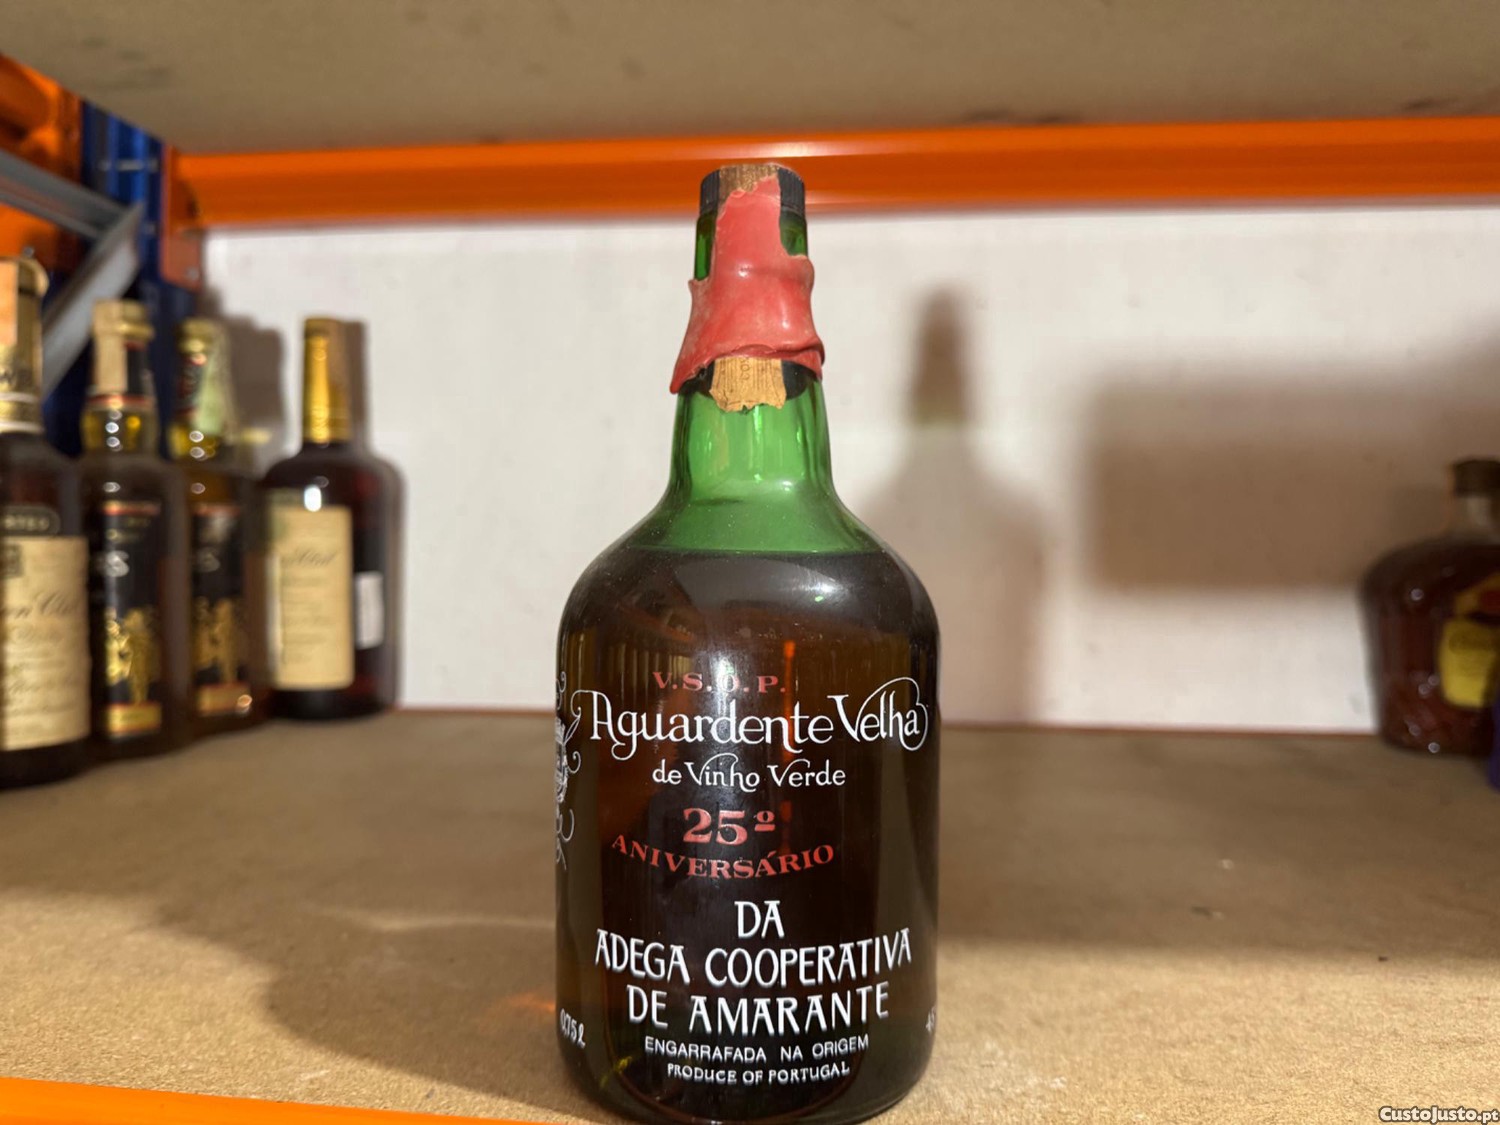 V.S.O.P.
Aguardente Velha
de Vinho Verde
25º
ANIVERSÁRIO
DA
ADEGA COOPERATIVA
DE AMARANTE
0,75ℓ
ENGARRAFADA NA ORIGEM
PRODUCE OF PORTUGAL
CustoJusto.pt